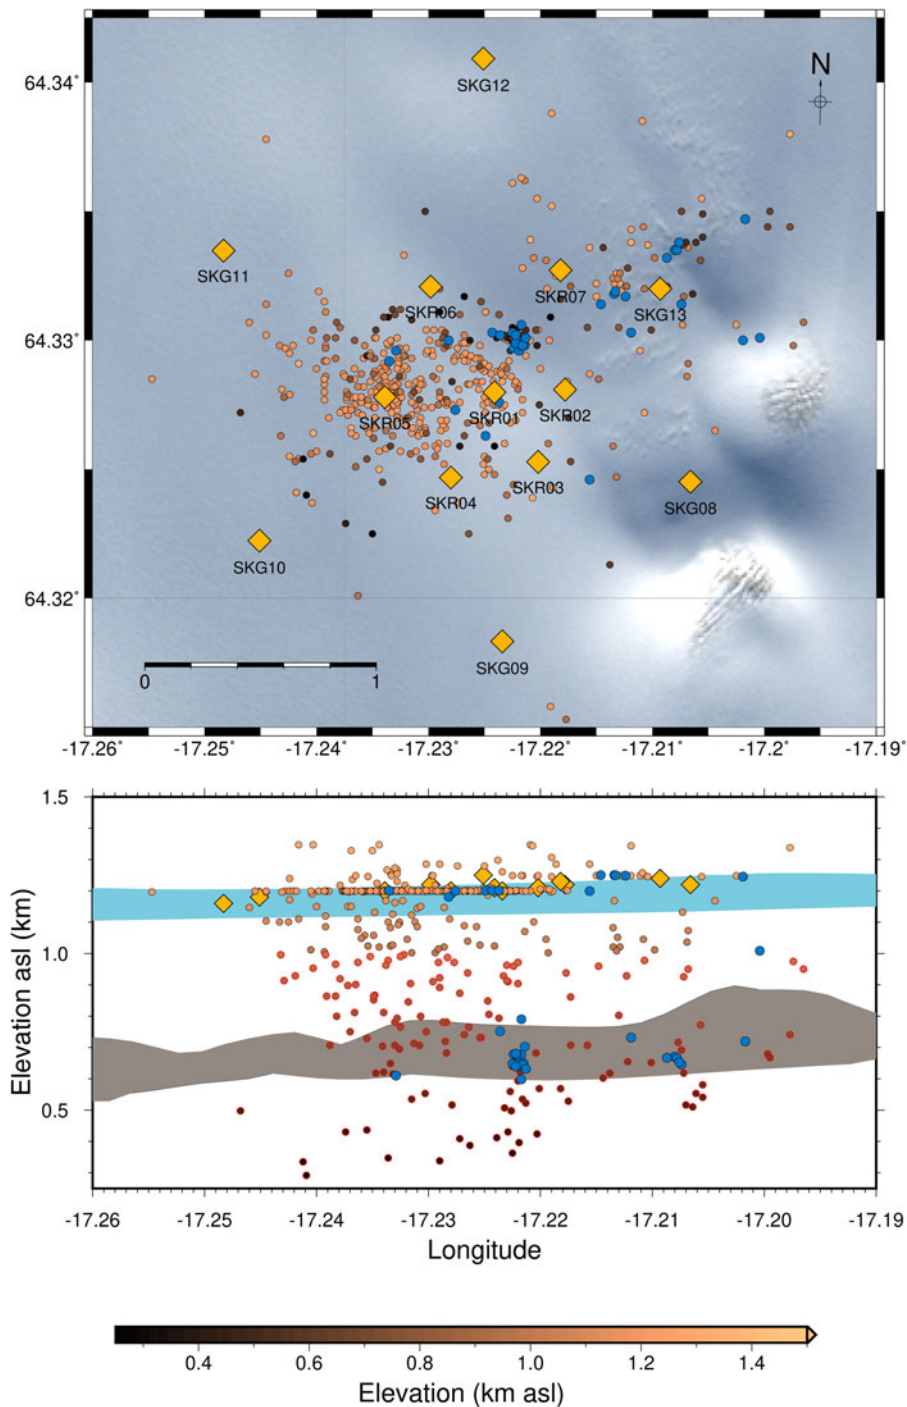 N
64.34˚
SKG12
SKG11
SKR06
SKR07
SKG13
64.33˚
SKR05
SKR01
SKR02
SKR04
SKR03
SKG08
SKG10
64.32˚
SKG09
0 1
-17.26˚ -17.25˚ -17.24˚ -17.23˚ -17.22˚ -17.21˚ -17.2˚ -17.19˚
1.5
1.0
0.5
Elevation asl (km)
-17.26 -17.25 -17.24 -17.23 -17.22 -17.21 -17.20 -17.19
Longitude
0.4 0.6 0.8 1.0 1.2 1.4
Elevation (km asl)